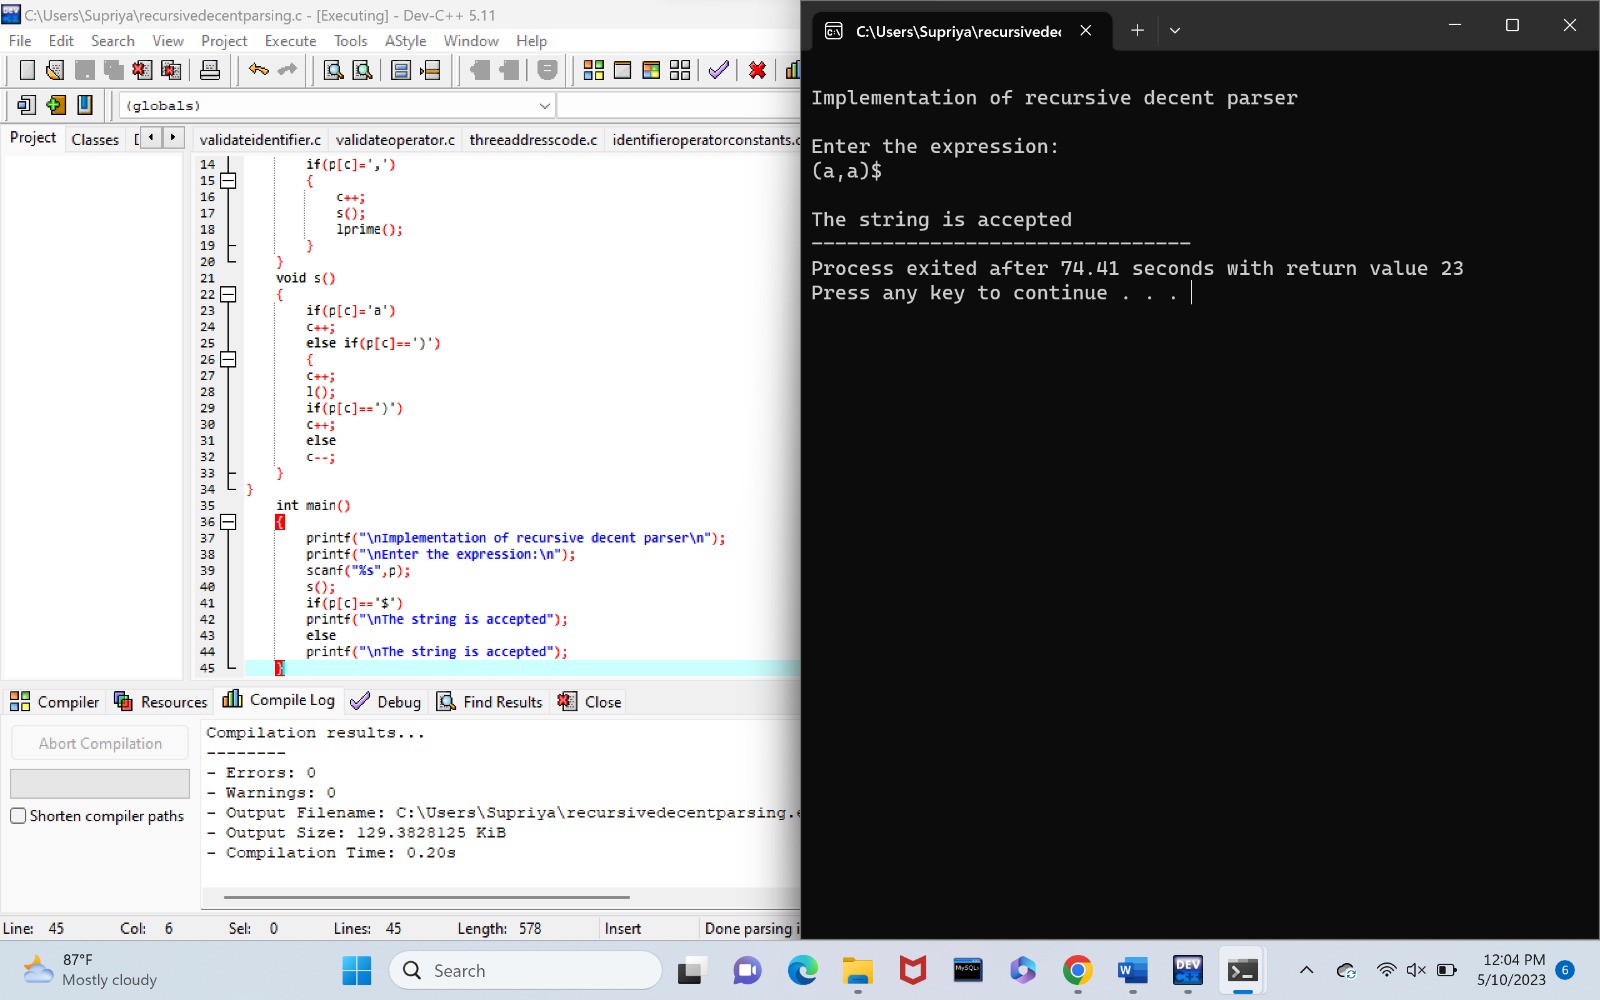 C:\Users\Supriya\recursivedecentparsing.c - [Executing] - Dev-C++ 5.11
File Edit Search View Project Execute Tools AStyle Window Help
(globals)
Project Classes
validateidentifier.c validateoperator.c threeaddresscode.c identifieroperatorconstants.c
14 if(p[c]=',')
15 {
16 c++;
17 s();
18 lprime();
19 }
20 }
21 void s()
22 {
23 if(p[c]='a')
24 c++;
25 else if(p[c]==')')
26 {
27 c++;
28 l();
29 if(p[c]==')')
30 c++;
31 else
32 c--;
33 }
34 }
35 int main()
36 {
37 printf("\nImplementation of recursive decent parser\n");
38 printf("\nEnter the expression:\n");
39 scanf("%s",p);
40 s();
41 if(p[c]=='$')
42 printf("\nThe string is accepted");
43 else
44 printf("\nThe string is accepted");
45 }
Compiler Resources Compile Log Debug Find Results Close
Abort Compilation
Shorten compiler paths
Compilation results...
--------
- Errors: 0
- Warnings: 0
- Output Filename: C:\Users\Supriya\recursivedecentparsing.e
- Output Size: 129.3828125 KiB
- Compilation Time: 0.20s
Line: 45 Col: 6 Sel: 0 Lines: 45 Length: 578 Insert Done parsing i
C:\Users\Supriya\recursivedec
Implementation of recursive decent parser
Enter the expression:
(a,a)$
The string is accepted
--------------------------------
Process exited after 74.41 seconds with return value 23
Press any key to continue . . .
87°F
Mostly cloudy
Search
MySQL
W
DEV
C++
12:04 PM
5/10/2023
6